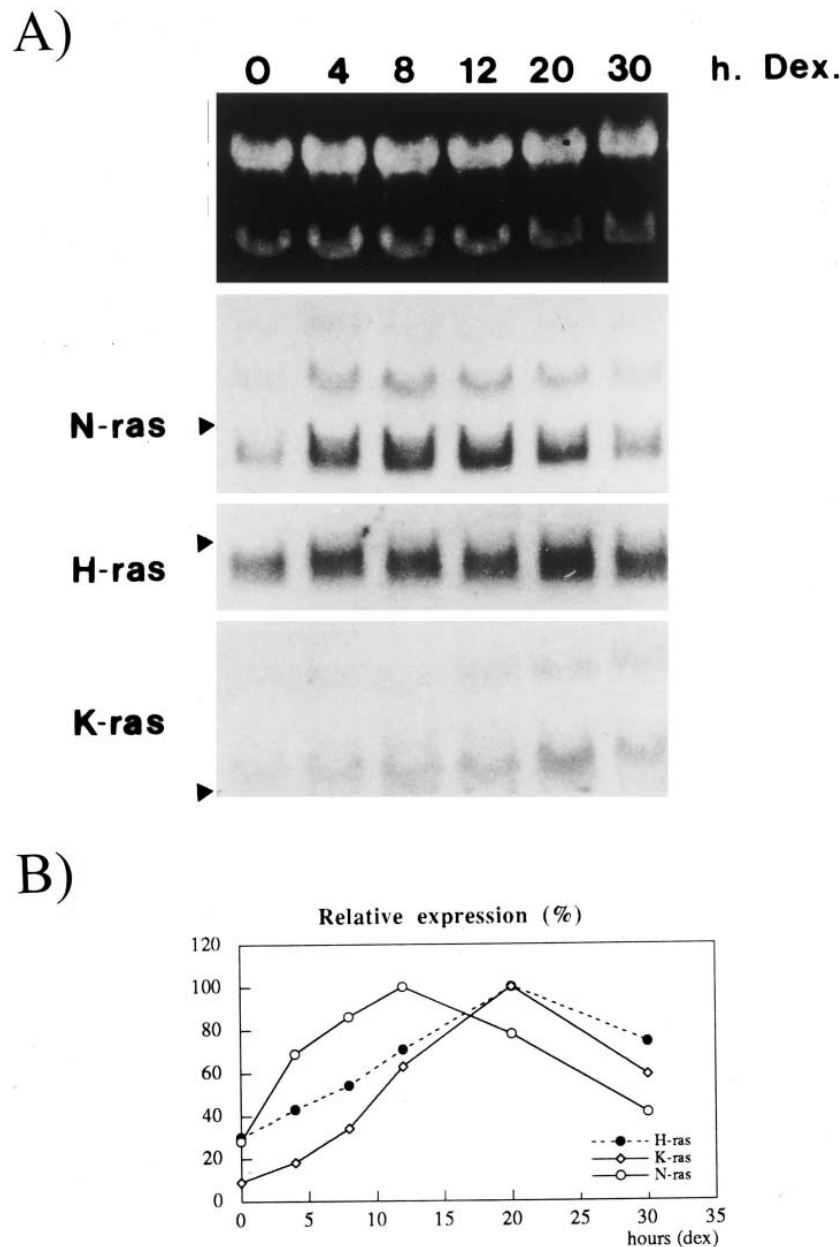 A)
0 4 8 12 20 30 h. Dex.
N-ras
H-ras
K-ras
B)
Relative expression (%)
120
100
80
60
40
20
0
H-ras
K-ras
N-ras
0 5 10 15 20 25 30 35
hours (dex)